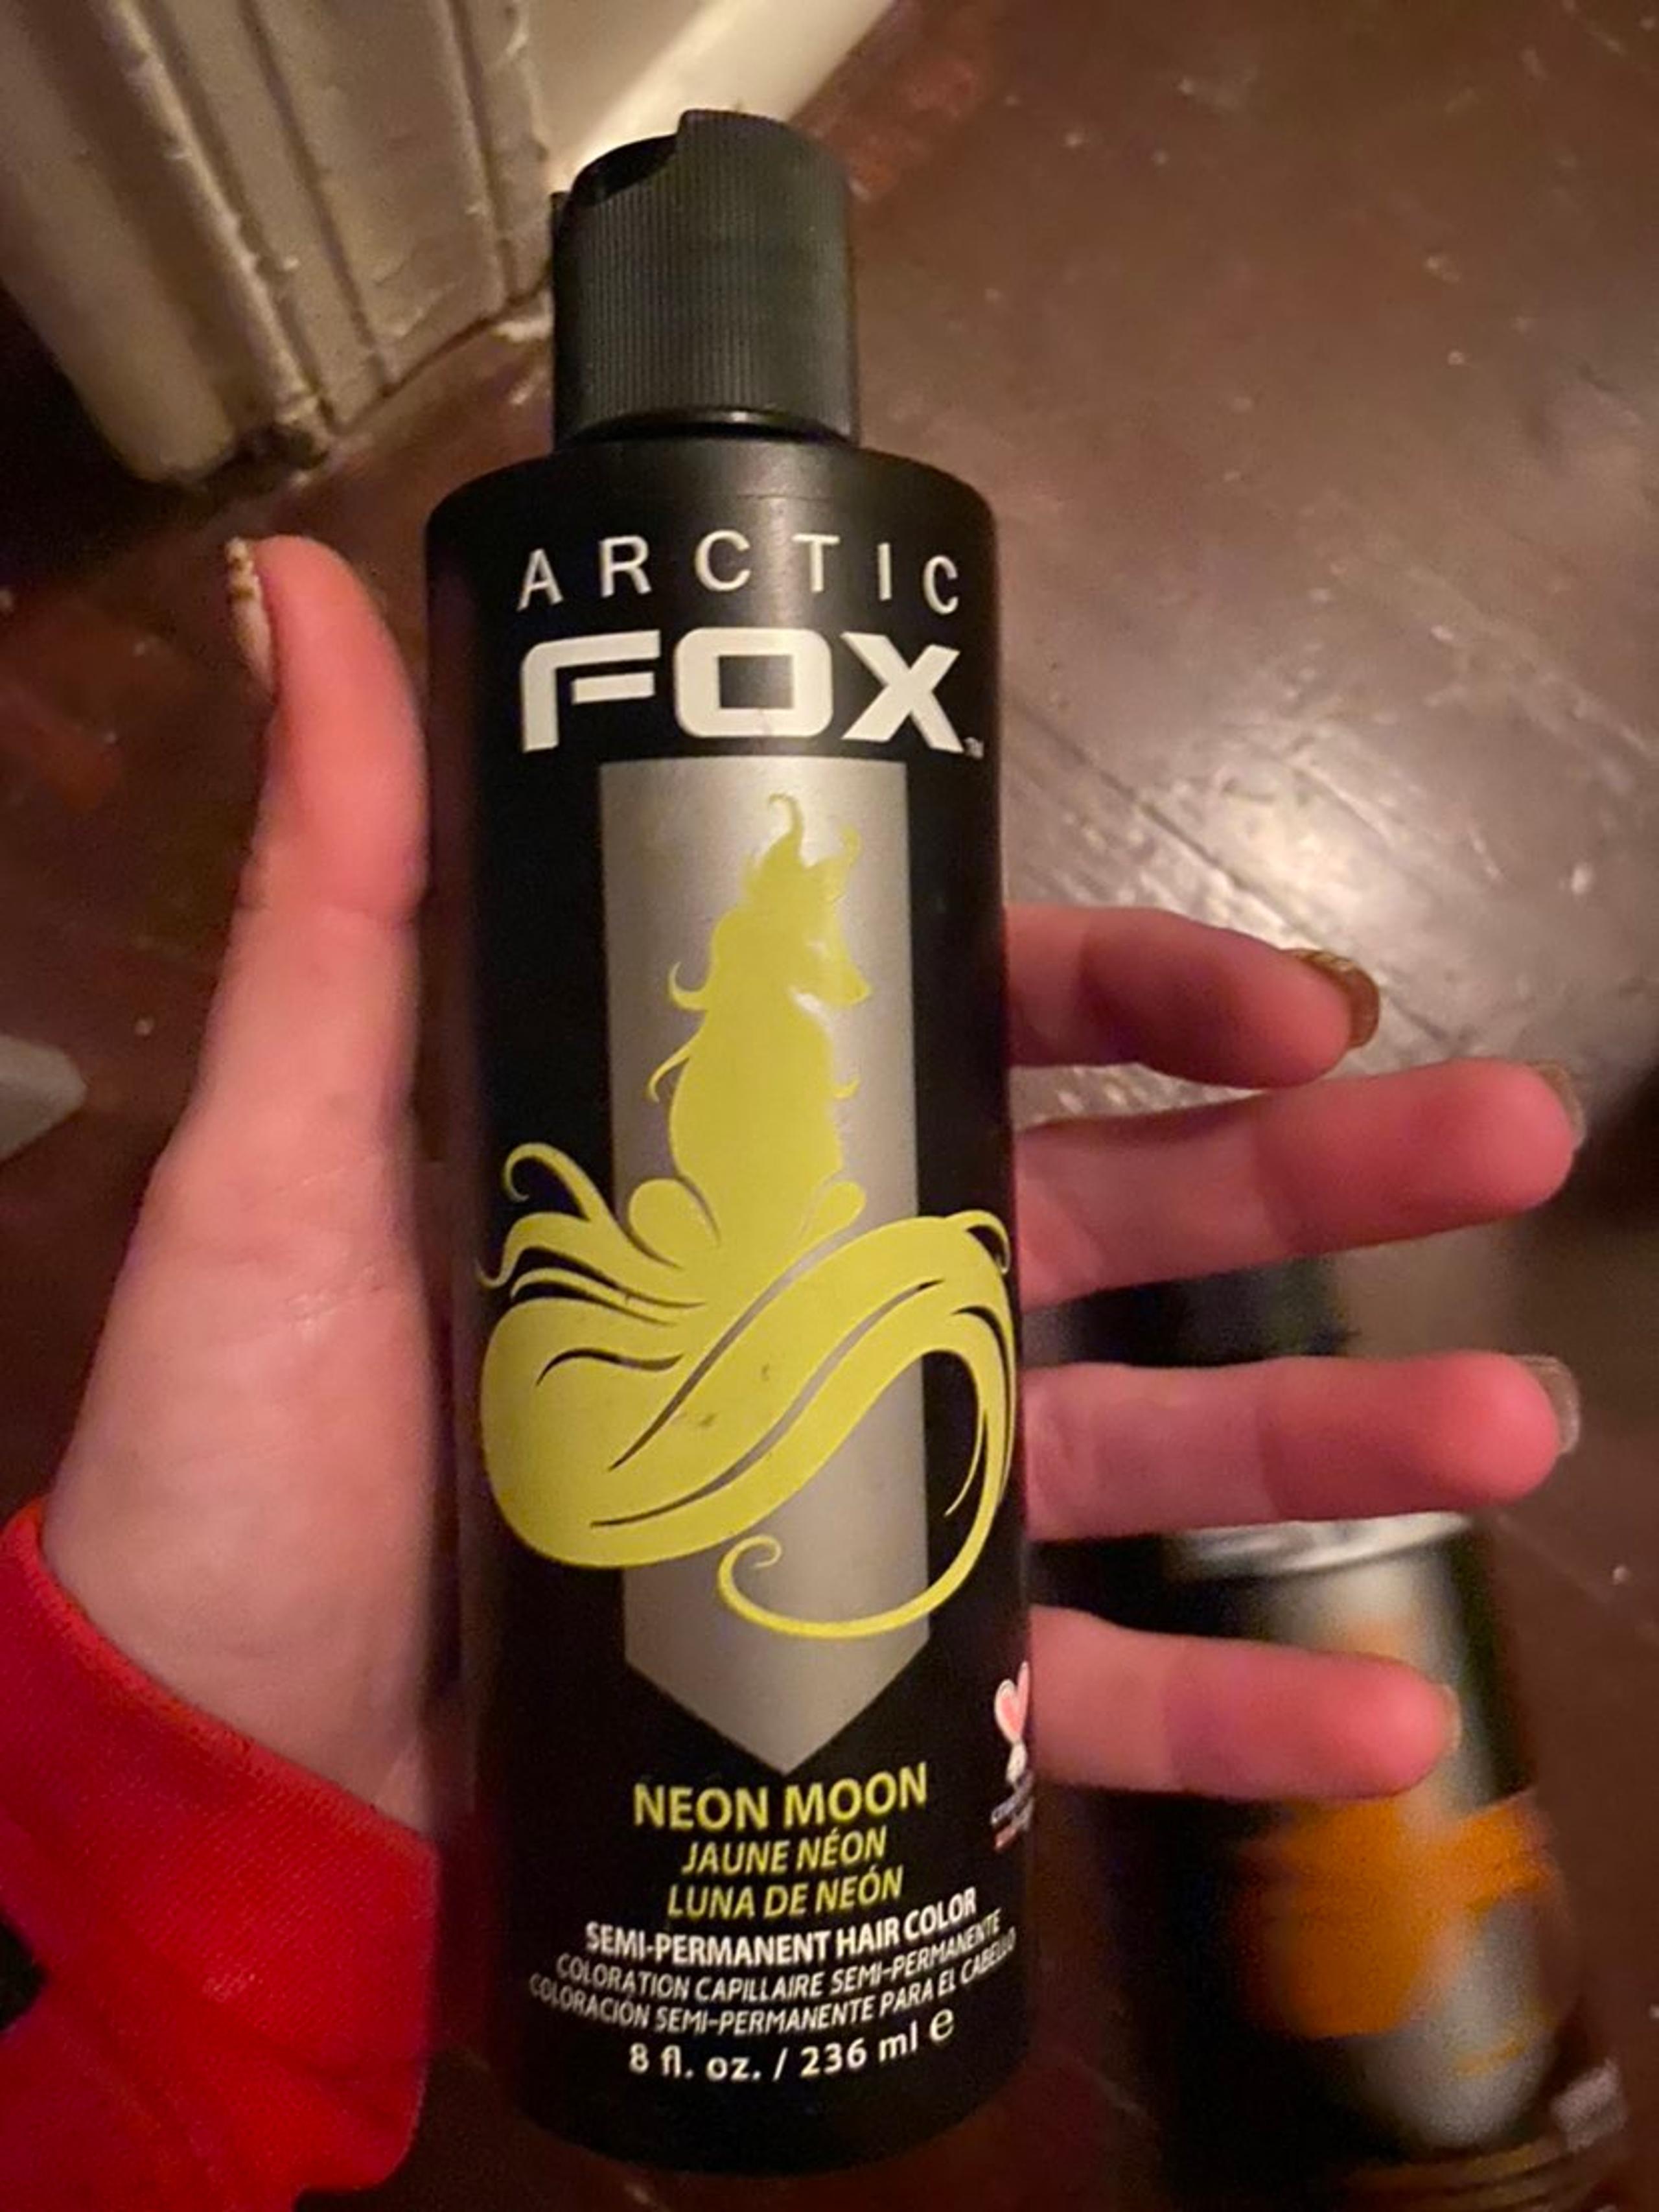 ARCTIC
FOX™
NEON MOON
JAUNE NÉON
LUNA DE NEÓN
SEMI-PERMANENT HAIR COLOR
COLORATION CAPILLAIRE SEMI-PERMANENTE
COLORACIÓN SEMI-PERMANENTE PARA EL CABELLO
8 fl. oz. / 236 ml e